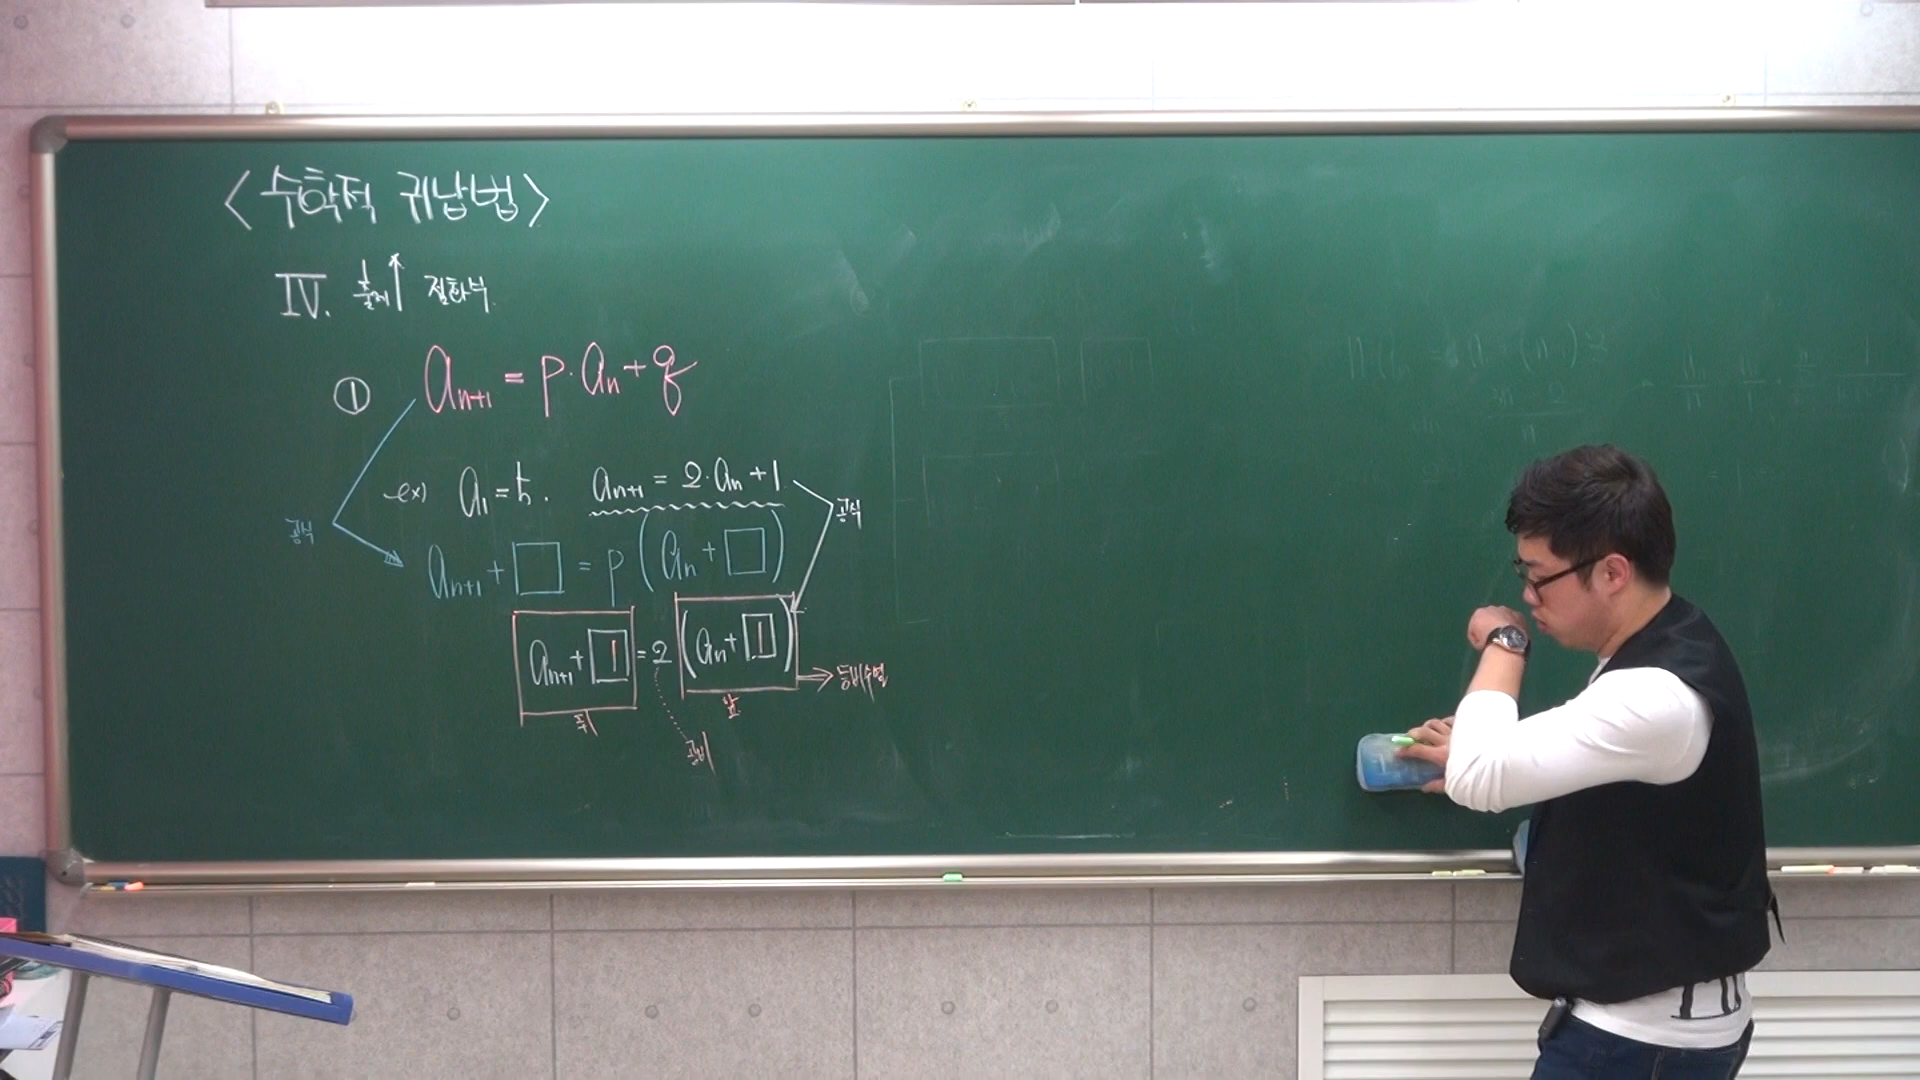 <수학적 귀납법>
IV. 출제↑ 점화식
① aₙ₊₁ = p·aₙ + q
ex) a₁ = 5. aₙ₊₁ = 2·aₙ + 1
공식
공식
aₙ₊₁ + □ = p(aₙ + □)
aₙ₊₁ + 1 = 2(aₙ + 1) → 등비수열
뒤
앞
공비